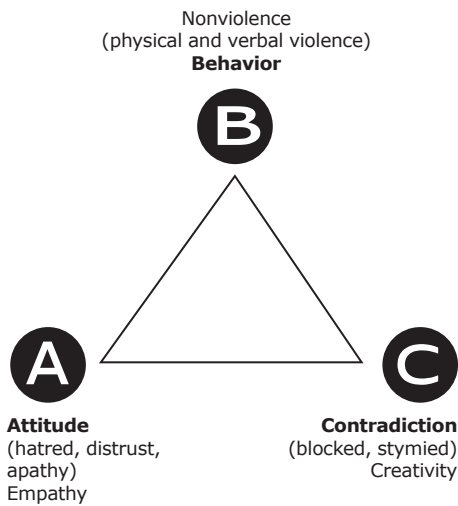 Nonviolence
(physical and verbal violence)
Behavior
B
A
C
Attitude
(hatred, distrust,
apathy)
Empathy
Contradiction
(blocked, stymied)
Creativity